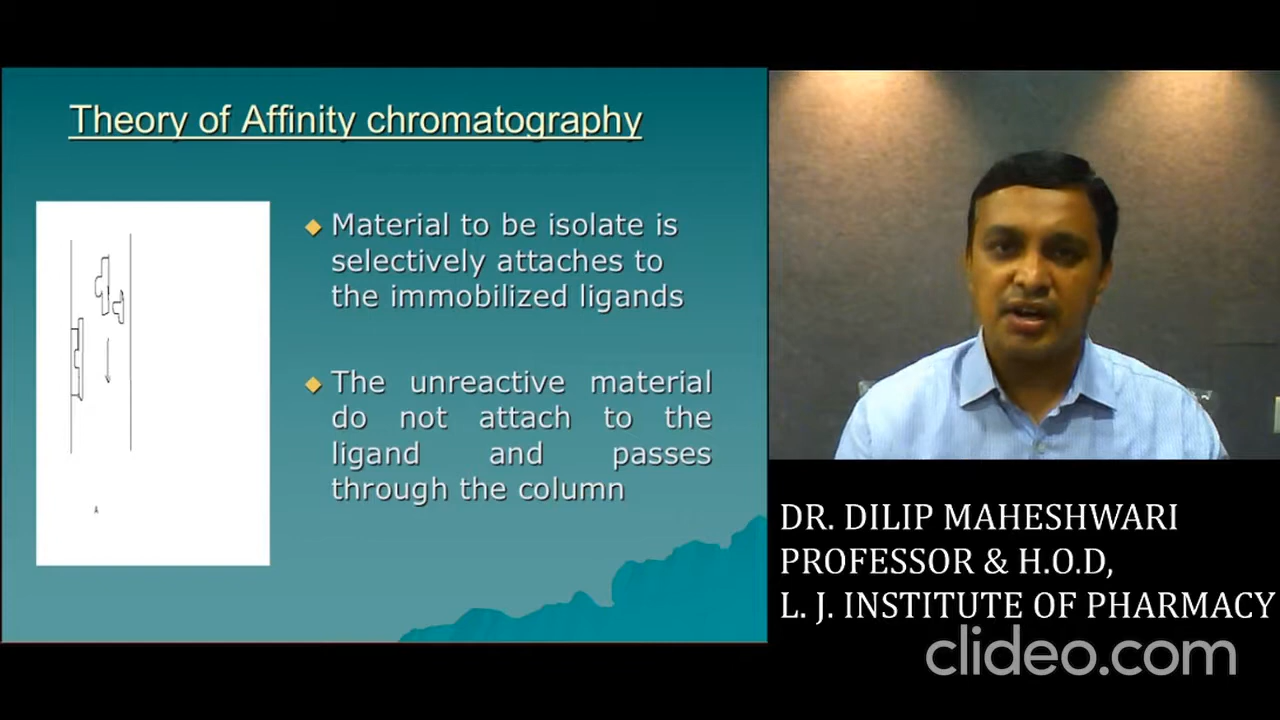 Theory of Affinity chromatography
◆ Material to be isolate is
selectively attaches to
the immobilized ligands
◆ The unreactive material
do not attach to the
ligand and passes
through the column
A
DR. DILIP MAHESHWARI
PROFESSOR & H.O.D,
L. J. INSTITUTE OF PHARMACY
clideo.com